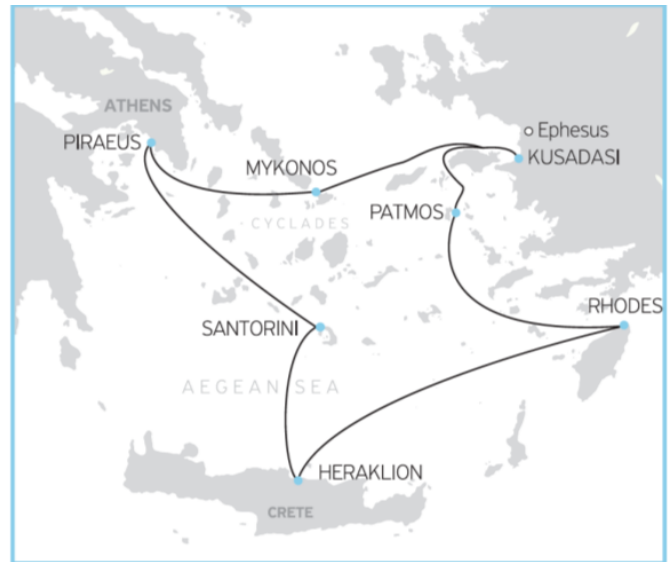 ATHENS
PIRAEUS
Ephesus
KUSADASI
MYKONOS
CYCLADES
PATMOS
RHODES
SANTORINI
AEGEAN SEA
HERAKLION
CRETE